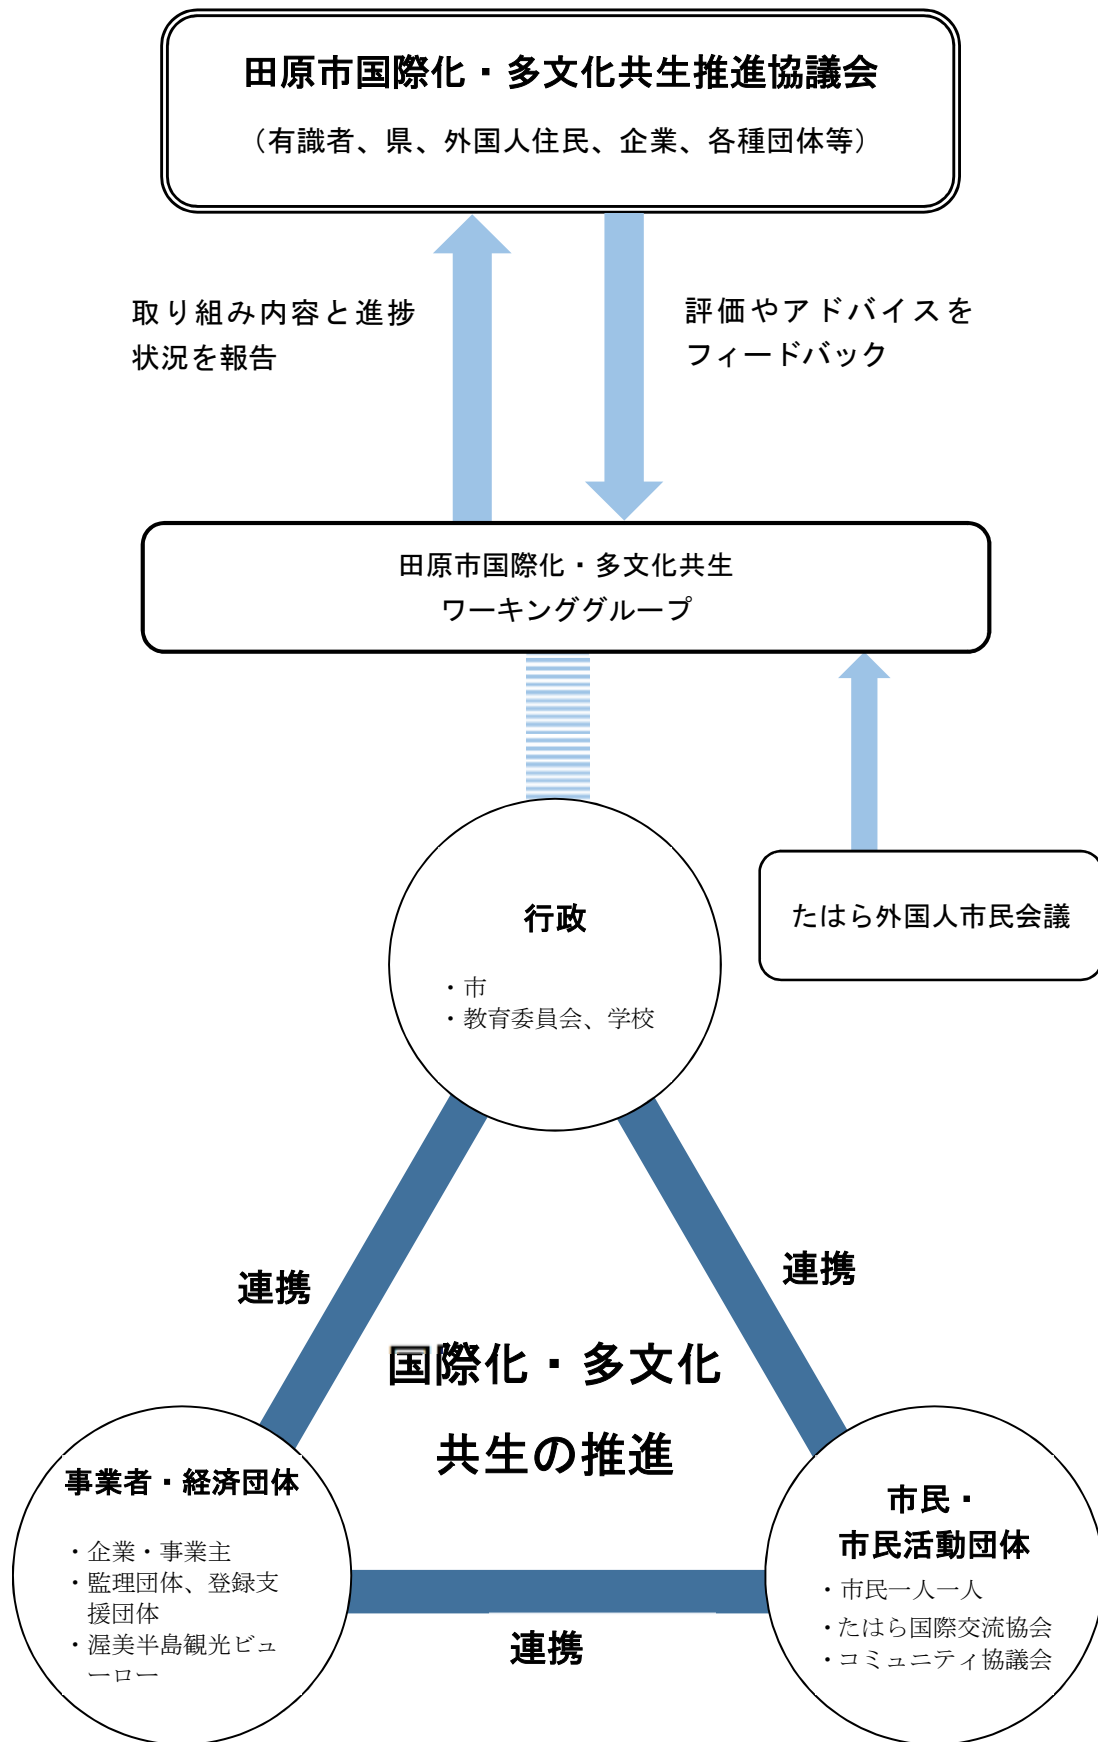 田原市国際化・多文化共生推進協議会
（有識者、県、外国人住民、企業、各種団体等）
取り組み内容と進捗
状況を報告
評価やアドバイスを
フィードバック
田原市国際化・多文化共生
ワーキンググループ
行政
・市
・教育委員会、学校
たはら外国人市民会議
連携
連携
国際化・多文化
共生の推進
事業者・経済団体
・企業・事業主
・監理団体、登録支
援団体
・渥美半島観光ビュ
ーロー
市民・
市民活動団体
・市民一人一人
・たはら国際交流協会
・コミュニティ協議会
連携